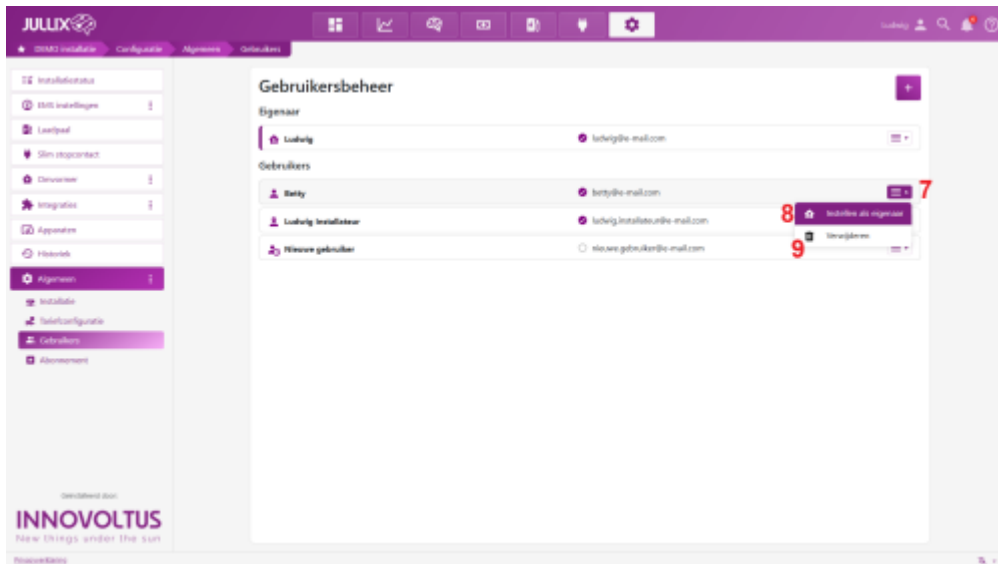 JULLIX
Ludwig
DEMO installatie
Configuratie
Algemeen
Gebruikers
Installatiestatus
EMS instellingen
Laadpaal
Slim stopcontact
Omvormer
Integraties
Apparaten
Historiek
Algemeen
Installatie
Tariefconfiguratie
Gebruikers
Abonnement
Geïnstalleerd door:
INNOVOLTUS
New things under the sun
Privacyverklaring
Gebruikersbeheer
+
Eigenaar
Ludwig
ludwig@e-mail.com
Gebruikers
Betty
betty@e-mail.com
7
8
Instellen als eigenaar
Ludwig Installateur
ludwig.installateur@e-mail.com
9
Verwijderen
Nieuwe gebruiker
nieuwe.gebruiker@e-mail.com